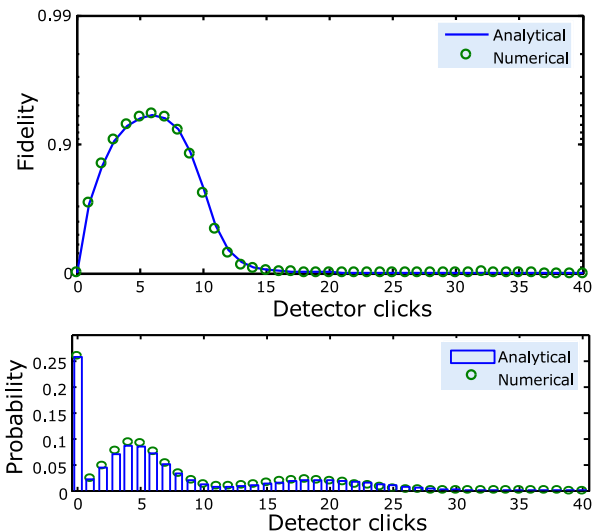 0.99
Analytical
Numerical
Fidelity
0.9
0
0 5 10 15 20 25 30 35 40
Detector clicks
Analytical
Numerical
Probability
0.25
0.2
0.15
0.1
0.05
0
0 5 10 15 20 25 30 35 40
Detector clicks